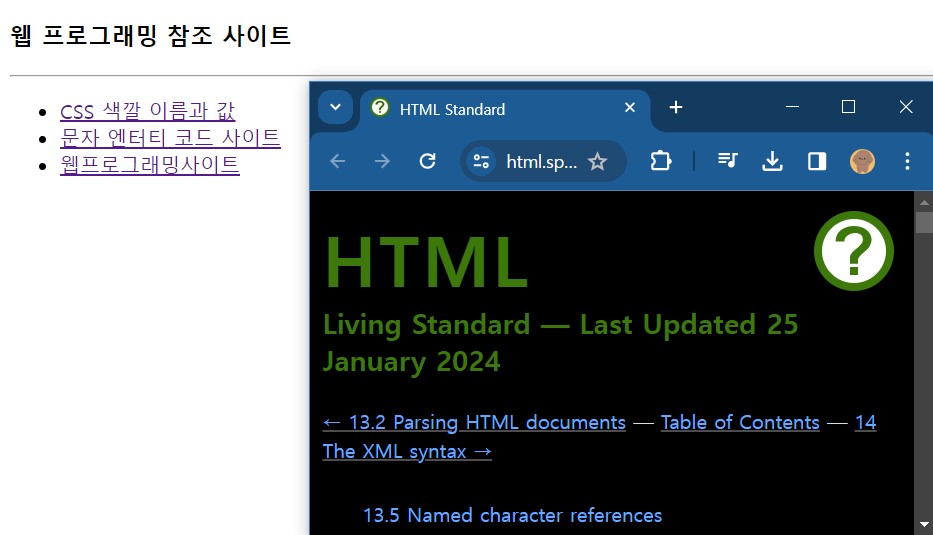 웹 프로그래밍 참조 사이트
CSS 색깔 이름과 값
문자 엔터티 코드 사이트
웹프로그래밍사이트
HTML Standard
html.sp...
HTML
Living Standard — Last Updated 25
January 2024
← 13.2 Parsing HTML documents — Table of Contents — 14
The XML syntax →
13.5 Named character references